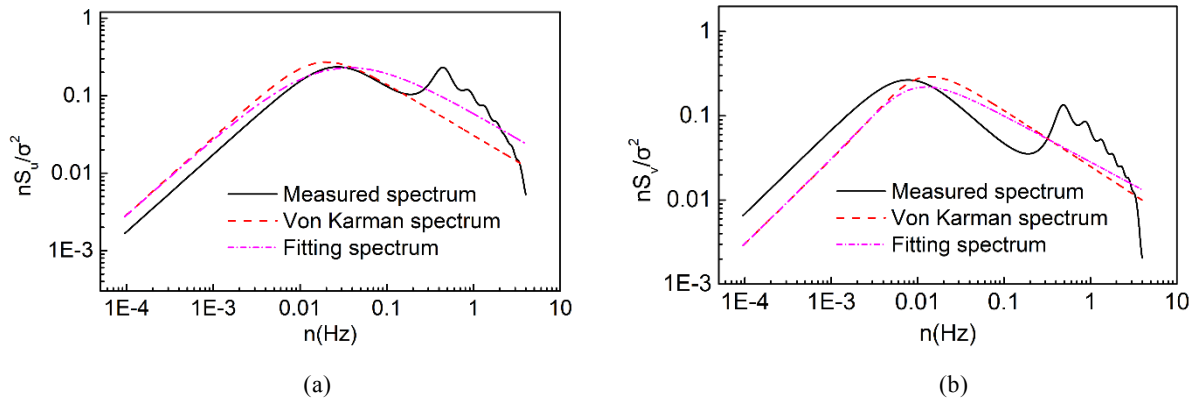 nS_u/σ²
1
0.1
0.01
1E-3
Measured spectrum
Von Karman spectrum
Fitting spectrum
1E-4 1E-3 0.01 0.1 1 10
n(Hz)
(a)
nS_v/σ²
1
0.1
0.01
1E-3
Measured spectrum
Von Karman spectrum
Fitting spectrum
1E-4 1E-3 0.01 0.1 1 10
n(Hz)
(b)